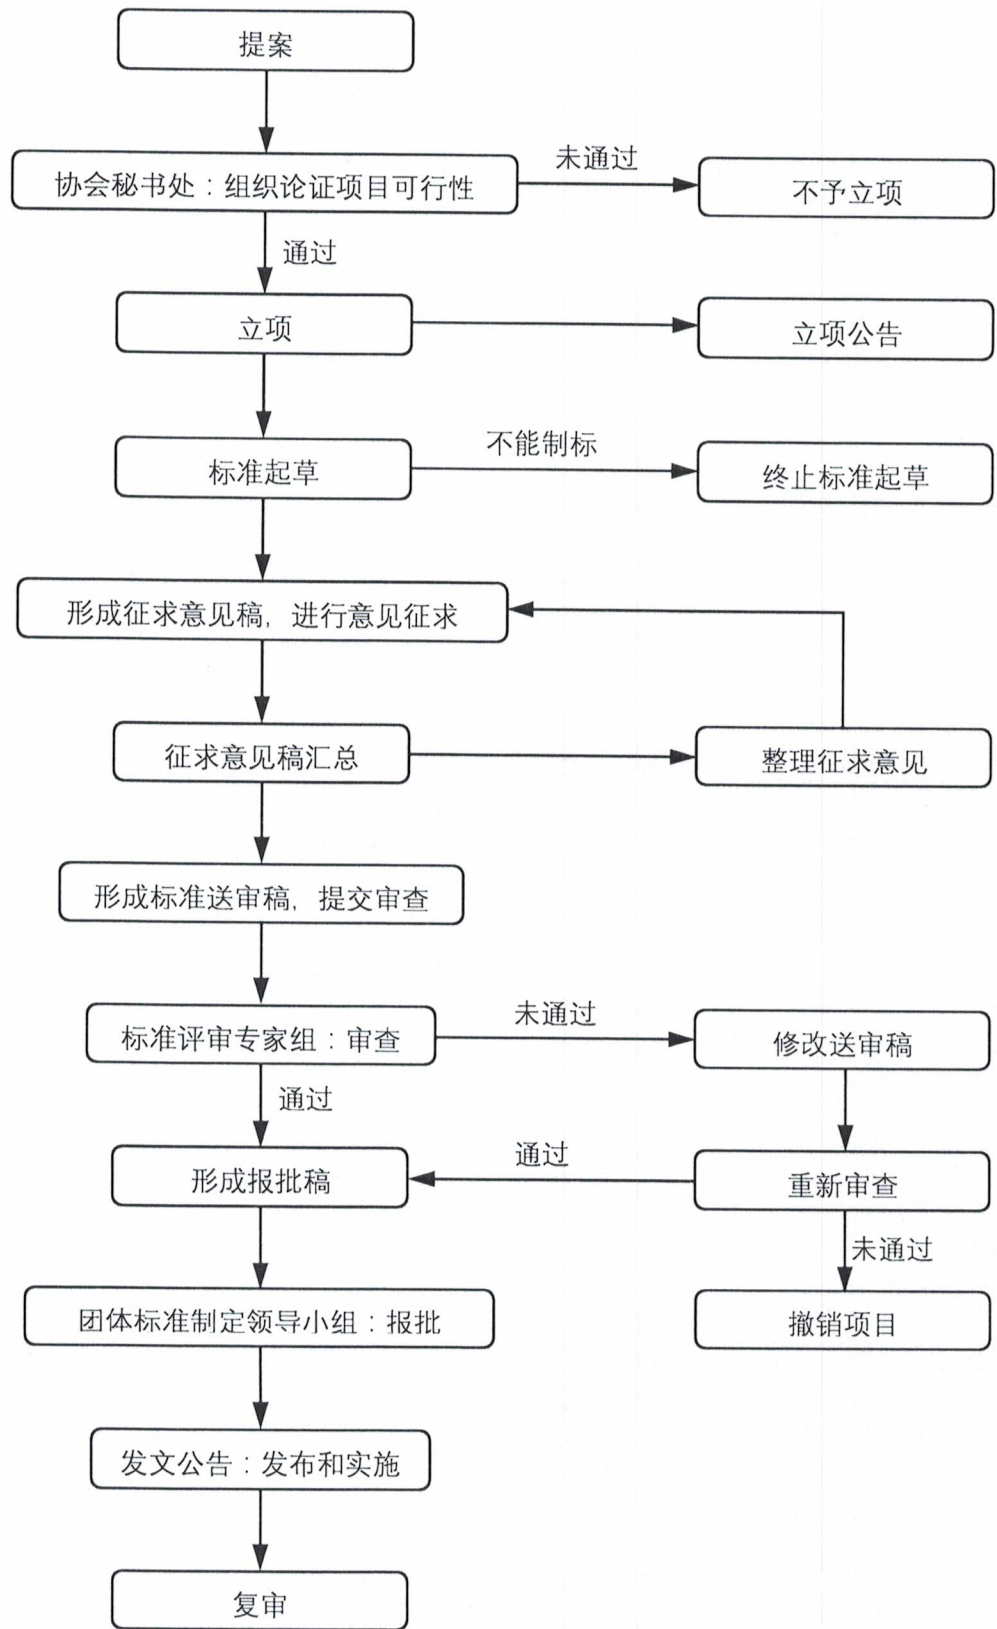 提案
协会秘书处：组织论证项目可行性
未通过
不予立项
通过
立项
立项公告
标准起草
不能制标
终止标准起草
形成征求意见稿，进行意见征求
征求意见稿汇总
整理征求意见
形成标准送审稿，提交审查
标准评审专家组：审查
未通过
修改送审稿
通过
形成报批稿
通过
重新审查
未通过
团体标准制定领导小组：报批
撤销项目
发文公告：发布和实施
复审